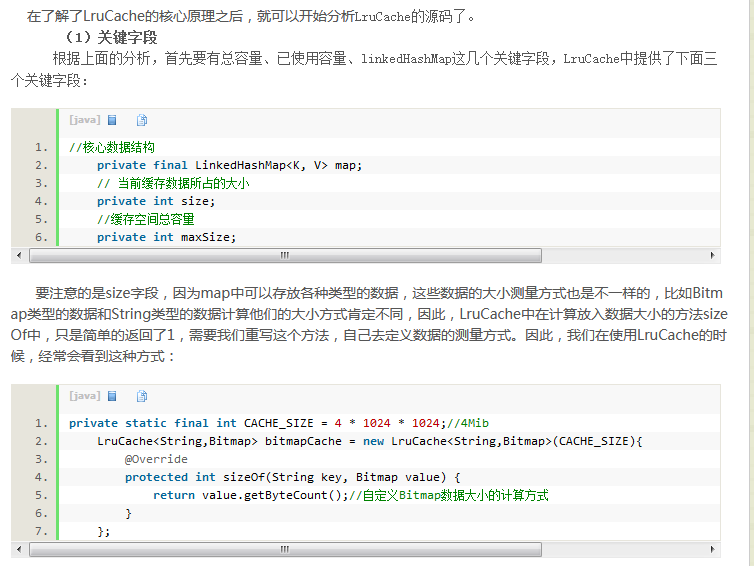 在了解了LruCache的核心原理之后，就可以开始分析LruCache的源码了。
（1）关键字段
根据上面的分析，首先要有总容量、已使用容量、linkedHashMap这几个关键字段，LruCache中提供了下面三
个关键字段：
[java]
1. //核心数据结构
2. private final LinkedHashMap<K, V> map;
3. // 当前缓存数据所占的大小
4. private int size;
5. //缓存空间总容量
6. private int maxSize;
要注意的是size字段，因为map中可以存放各种类型的数据，这些数据的大小测量方式也是不一样的，比如Bitm
ap类型的数据和String类型的数据计算他们的大小方式肯定不同，因此，LruCache中在计算放入数据大小的方法size
Of中，只是简单的返回了1，需要我们重写这个方法，自己去定义数据的测量方式。因此，我们在使用LruCache的时
候，经常会看到这种方式：
[java]
1. private static final int CACHE_SIZE = 4 * 1024 * 1024;//4Mib
2. LruCache<String,Bitmap> bitmapCache = new LruCache<String,Bitmap>(CACHE_SIZE){
3. @Override
4. protected int sizeOf(String key, Bitmap value) {
5. return value.getByteCount();//自定义Bitmap数据大小的计算方式
6. }
7. };